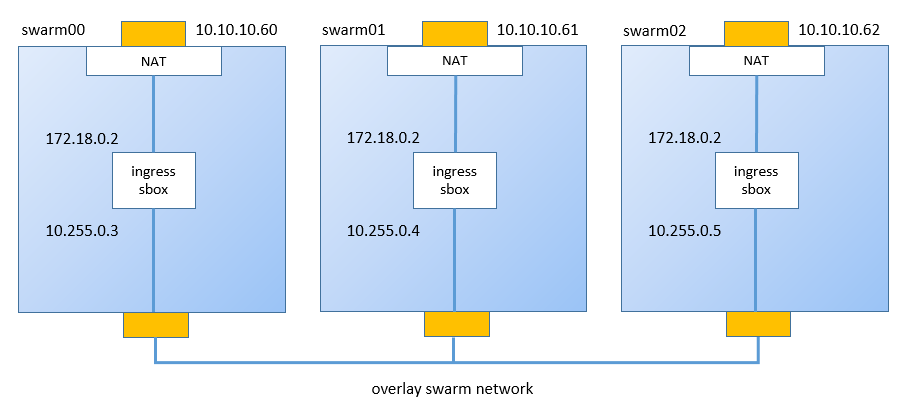 swarm00
10.10.10.60
swarm01
10.10.10.61
swarm02
10.10.10.62
NAT
NAT
NAT
172.18.0.2
172.18.0.2
172.18.0.2
ingress
sbox
ingress
sbox
ingress
sbox
10.255.0.3
10.255.0.4
10.255.0.5
overlay swarm network